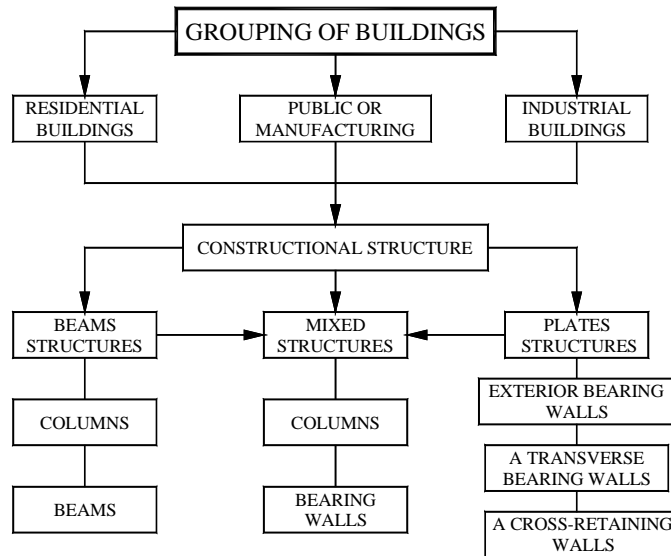 GROUPING OF BUILDINGS
RESIDENTIAL
BUILDINGS
PUBLIC OR
MANUFACTURING
INDUSTRIAL
BUILDINGS
CONSTRUCTIONAL STRUCTURE
BEAMS
STRUCTURES
MIXED
STRUCTURES
PLATES
STRUCTURES
COLUMNS
COLUMNS
EXTERIOR BEARING
WALLS
A TRANSVERSE
BEARING WALLS
BEAMS
BEARING
WALLS
A CROSS-RETAINING
WALLS